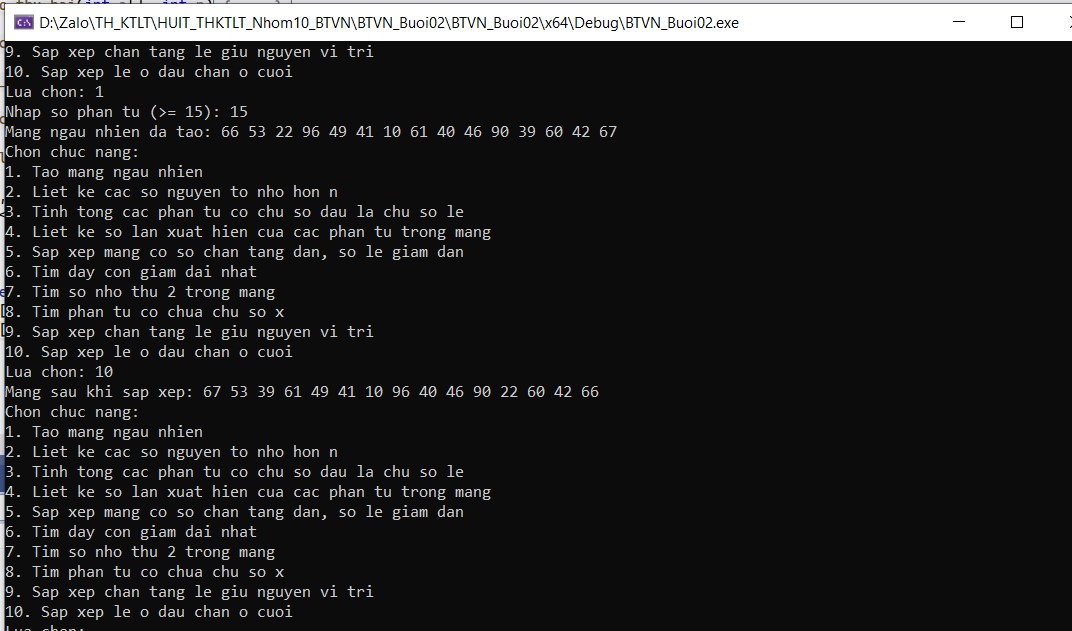 D:\Zalo\TH_KTLT\HUIT_THKTLT_Nhom10_BTVN\BTVN_Buoi02\BTVN_Buoi02\x64\Debug\BTVN_Buoi02.exe
9. Sap xep chan tang le giu nguyen vi tri
10. Sap xep le o dau chan o cuoi
Lua chon: 1
Nhap so phan tu (>= 15): 15
Mang ngau nhien da tao: 66 53 22 96 49 41 10 61 40 46 90 39 60 42 67
Chon chuc nang:
1. Tao mang ngau nhien
2. Liet ke cac so nguyen to nho hon n
3. Tinh tong cac phan tu co chu so dau la chu so le
4. Liet ke so lan xuat hien cua cac phan tu trong mang
5. Sap xep mang co so chan tang dan, so le giam dan
6. Tim day con giam dai nhat
7. Tim so nho thu 2 trong mang
8. Tim phan tu co chua chu so x
9. Sap xep chan tang le giu nguyen vi tri
10. Sap xep le o dau chan o cuoi
Lua chon: 10
Mang sau khi sap xep: 67 53 39 61 49 41 10 96 40 46 90 22 60 42 66
Chon chuc nang:
1. Tao mang ngau nhien
2. Liet ke cac so nguyen to nho hon n
3. Tinh tong cac phan tu co chu so dau la chu so le
4. Liet ke so lan xuat hien cua cac phan tu trong mang
5. Sap xep mang co so chan tang dan, so le giam dan
6. Tim day con giam dai nhat
7. Tim so nho thu 2 trong mang
8. Tim phan tu co chua chu so x
9. Sap xep chan tang le giu nguyen vi tri
10. Sap xep le o dau chan o cuoi
Lua chon: